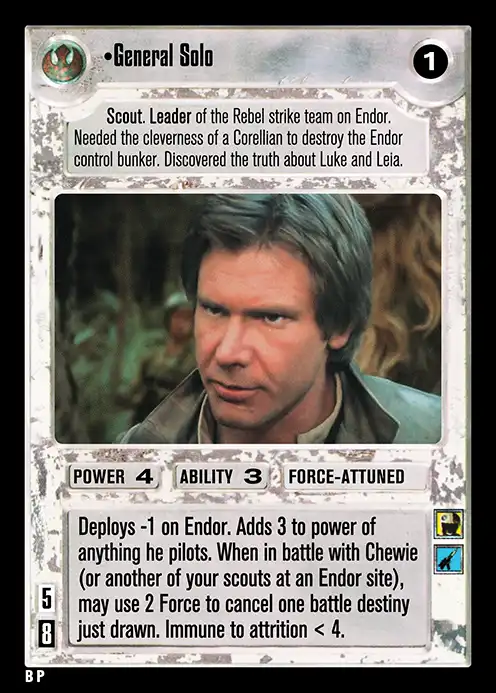 •General Solo
1
Scout. Leader of the Rebel strike team on Endor.
Needed the cleverness of a Corellian to destroy the Endor
control bunker. Discovered the truth about Luke and Leia.
POWER 4 ABILITY 3 FORCE-ATTUNED
Deploys -1 on Endor. Adds 3 to power of
anything he pilots. When in battle with Chewie
(or another of your scouts at an Endor site),
may use 2 Force to cancel one battle destiny
just drawn. Immune to attrition < 4.
5
8
B P